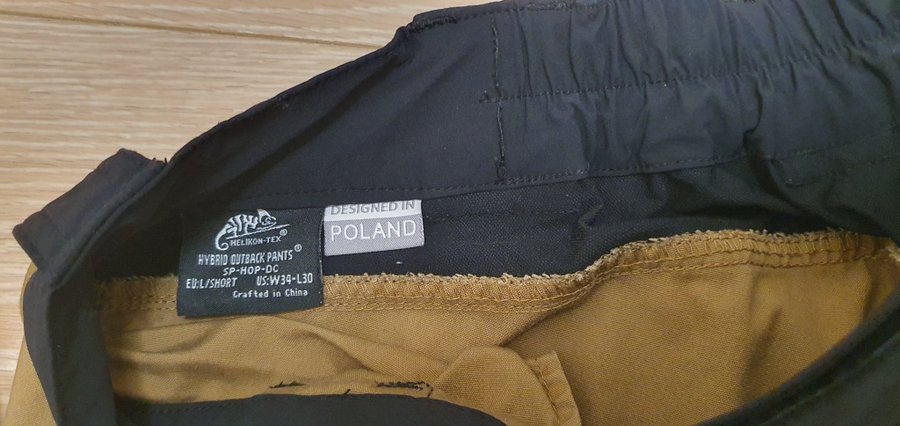 HELIKON-TEX®
HYBRID OUTBACK PANTS®
SP-HOP-DC
EU:L/SHORT US:W34-L30
Crafted in China
DESIGNED IN
POLAND